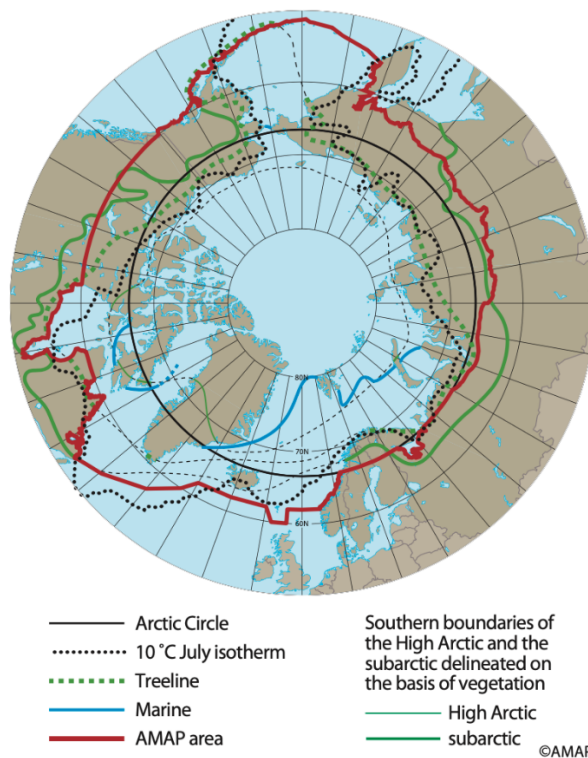 80N
70N
60N
Arctic Circle
10 ˚C July isotherm
Treeline
Marine
AMAP area
Southern boundaries of
the High Arctic and the
subarctic delineated on
the basis of vegetation
High Arctic
subarctic
©AMAP